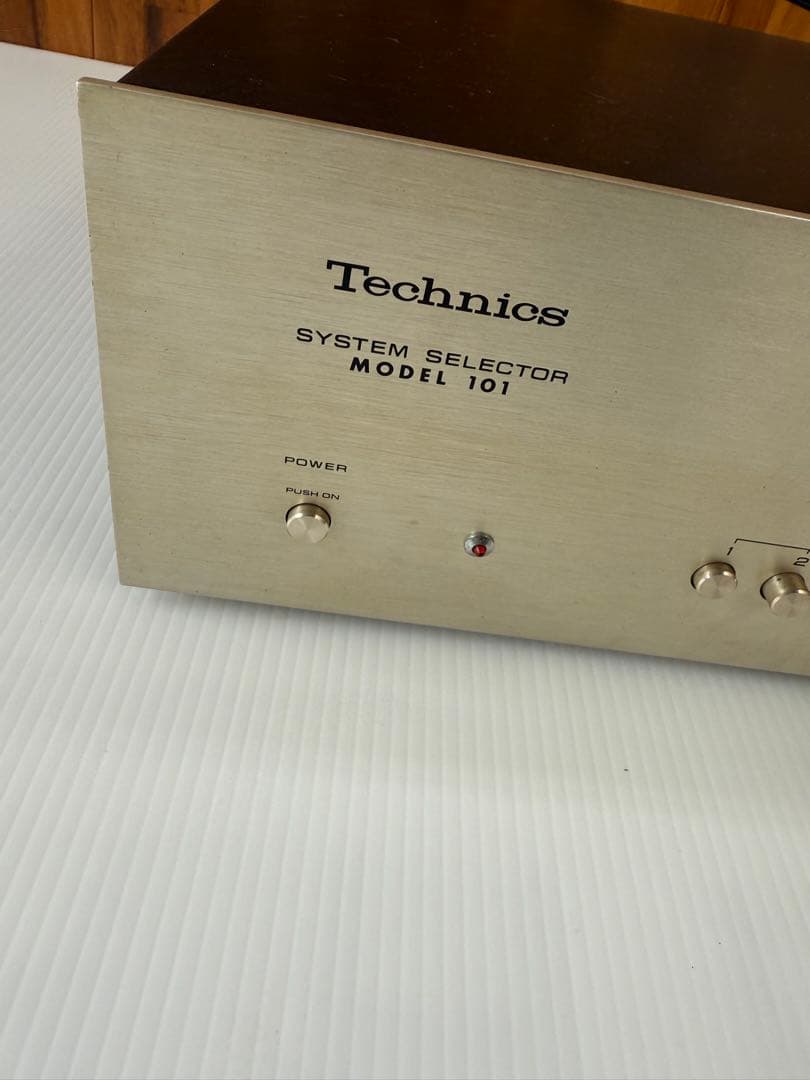 Technics
SYSTEM SELECTOR
MODEL 101
POWER
PUSH ON
1
2